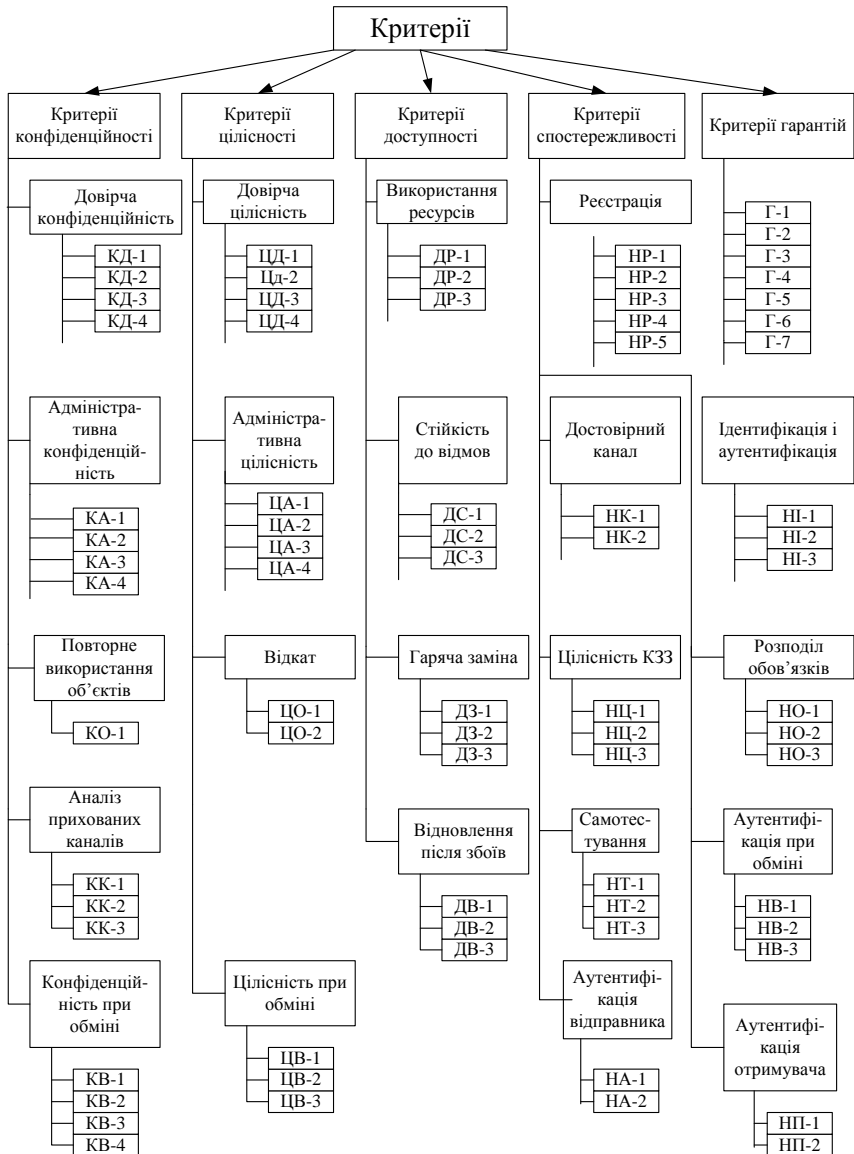 Критерії
Критерії
конфіденційності
Довірча
конфіденційність
КД-1
КД-2
КД-3
КД-4
Адміністра-
тивна
конфіденцій-
ність
КА-1
КА-2
КА-3
КА-4
Повторне
використання
об’єктів
КО-1
Аналіз
прихованих
каналів
КК-1
КК-2
КК-3
Конфіденцій-
ність при
обміні
КВ-1
КВ-2
КВ-3
КВ-4
Критерії
цілісності
Довірча
цілісність
ЦД-1
Цд-2
ЦД-3
ЦД-4
Адміністра-
тивна
цілісність
ЦА-1
ЦА-2
ЦА-3
ЦА-4
Відкат
ЦО-1
ЦО-2
Цілісність при
обміні
ЦВ-1
ЦВ-2
ЦВ-3
Критерії
доступності
Використання
ресурсів
ДР-1
ДР-2
ДР-3
Стійкість
до відмов
ДС-1
ДС-2
ДС-3
Гаряча заміна
ДЗ-1
ДЗ-2
ДЗ-3
Відновлення
після збоїв
ДВ-1
ДВ-2
ДВ-3
Критерії
спостережливості
Реєстрація
НР-1
НР-2
НР-3
НР-4
НР-5
Достовірний
канал
НК-1
НК-2
Цілісність КЗЗ
НЦ-1
НЦ-2
НЦ-3
Самотес-
тування
НТ-1
НТ-2
НТ-3
Аутентифі-
кація
відправника
НА-1
НА-2
Критерії гарантій
Г-1
Г-2
Г-3
Г-4
Г-5
Г-6
Г-7
Ідентифікація і
аутентифікація
НІ-1
НІ-2
НІ-3
Розподіл
обов’язків
НО-1
НО-2
НО-3
Аутентифі-
кація при
обміні
НВ-1
НВ-2
НВ-3
Аутентифі-
кація
отримувача
НП-1
НП-2